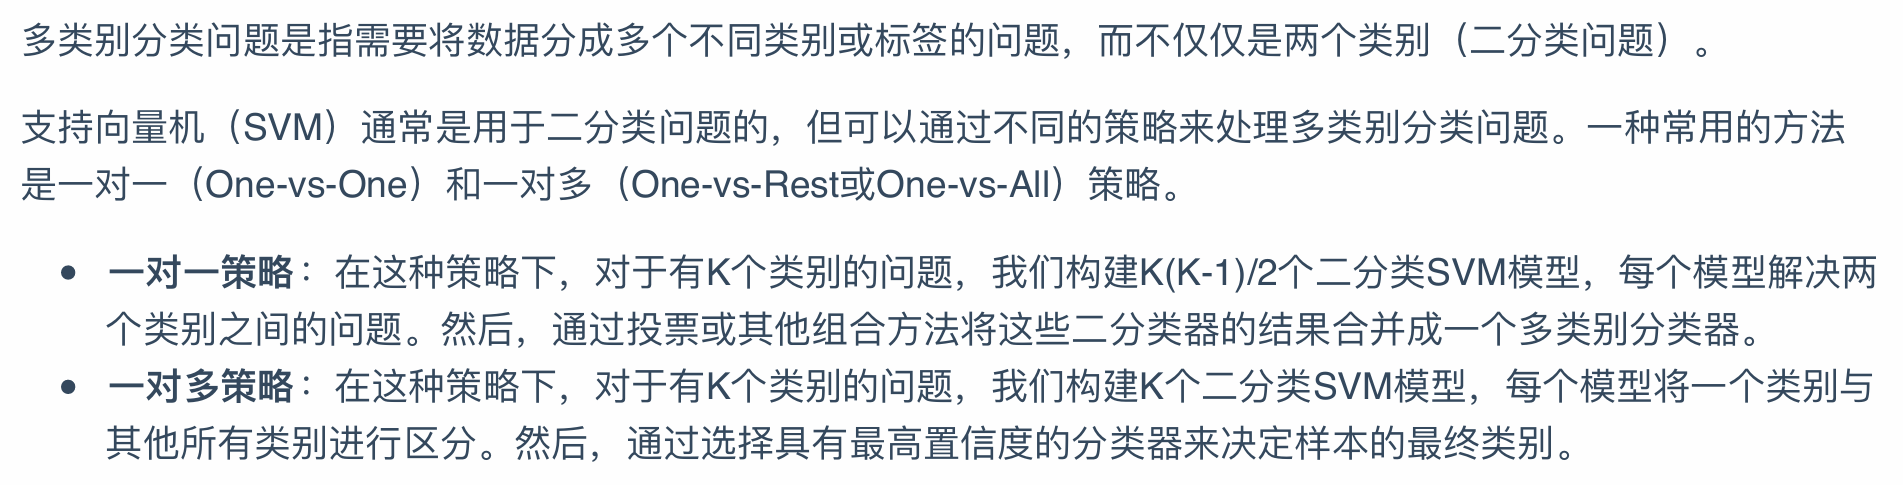 多类别分类问题是指需要将数据分成多个不同类别或标签的问题，而不仅仅是两个类别（二分类问题）。
支持向量机（SVM）通常是用于二分类问题的，但可以通过不同的策略来处理多类别分类问题。一种常用的方法
是一对一（One-vs-One）和一对多（One-vs-Rest或One-vs-All）策略。
• 一对一策略：在这种策略下，对于有K个类别的问题，我们构建K(K-1)/2个二分类SVM模型，每个模型解决两
个类别之间的问题。然后，通过投票或其他组合方法将这些二分类器的结果合并成一个多类别分类器。
• 一对多策略：在这种策略下，对于有K个类别的问题，我们构建K个二分类SVM模型，每个模型将一个类别与
其他所有类别进行区分。然后，通过选择具有最高置信度的分类器来决定样本的最终类别。